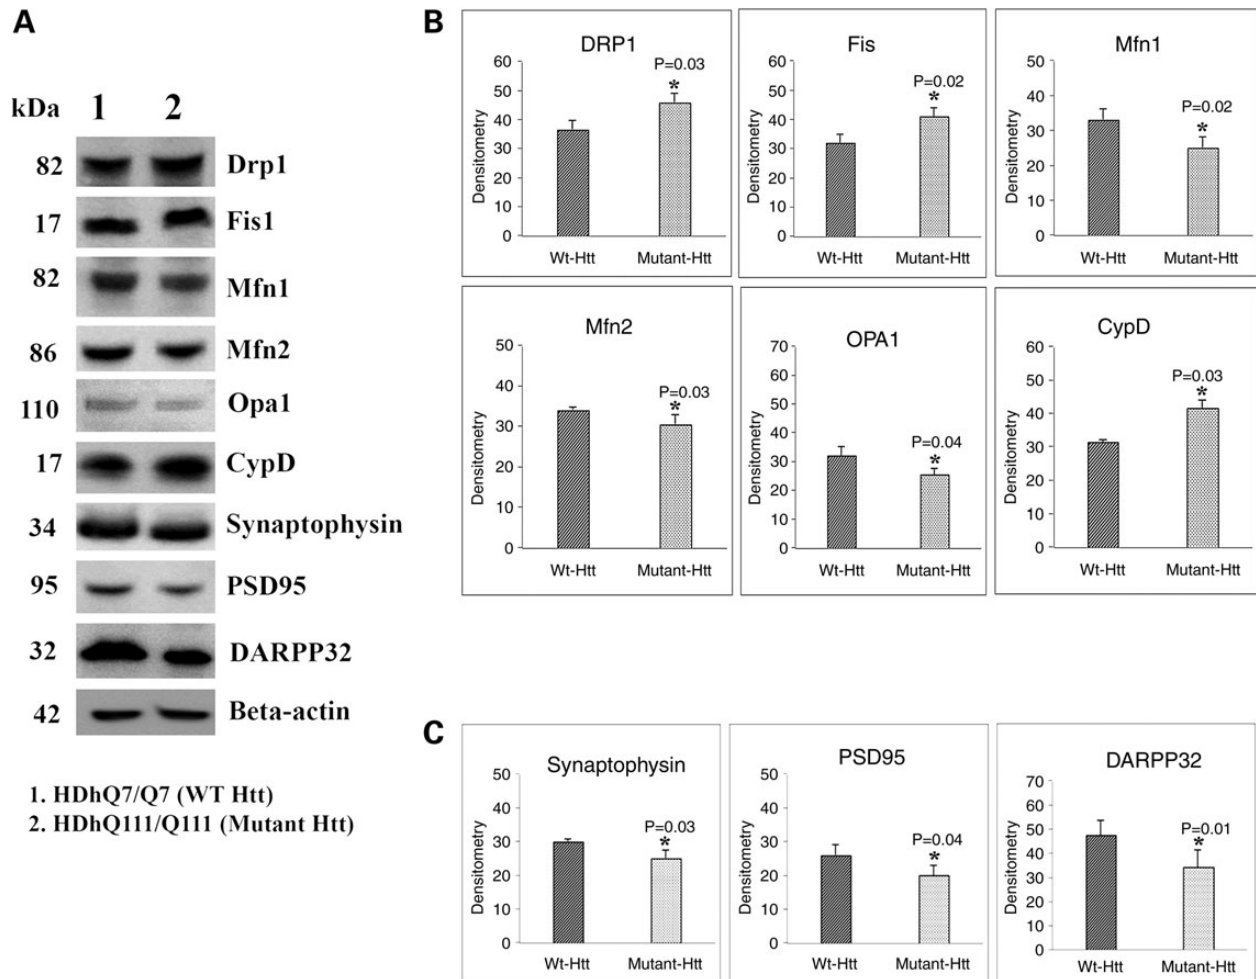 A
kDa 1 2
82 Drp1
17 Fis1
82 Mfn1
86 Mfn2
110 Opa1
17 CypD
34 Synaptophysin
95 PSD95
32 DARPP32
42 Beta-actin
1. HDhQ7/Q7 (WT Htt)
2. HDhQ111/Q111 (Mutant Htt)
B
DRP1
Densitometry
60
50
40
30
20
10
0
P=0.03
*
Wt-Htt Mutant-Htt
Fis
Densitometry
60
50
40
30
20
10
0
P=0.02
*
Wt-Htt Mutant-Htt
Mfn1
Densitometry
50
40
30
20
10
0
P=0.02
*
Wt-Htt Mutant-Htt
Mfn2
Densitometry
50
40
30
20
10
0
P=0.03
*
Wt-Htt Mutant-Htt
OPA1
Densitometry
70
60
50
40
30
20
10
0
P=0.04
*
Wt-Htt Mutant-Htt
CypD
Densitometry
60
50
40
30
20
10
0
P=0.03
*
Wt-Htt Mutant-Htt
C
Synaptophysin
Densitometry
50
40
30
20
10
0
P=0.03
*
Wt-Htt Mutant-Htt
PSD95
Densitometry
50
40
30
20
10
0
P=0.04
*
Wt-Htt Mutant-Htt
DARPP32
Densitometry
70
60
50
40
30
20
10
0
P=0.01
*
Wt-Htt Mutant-Htt